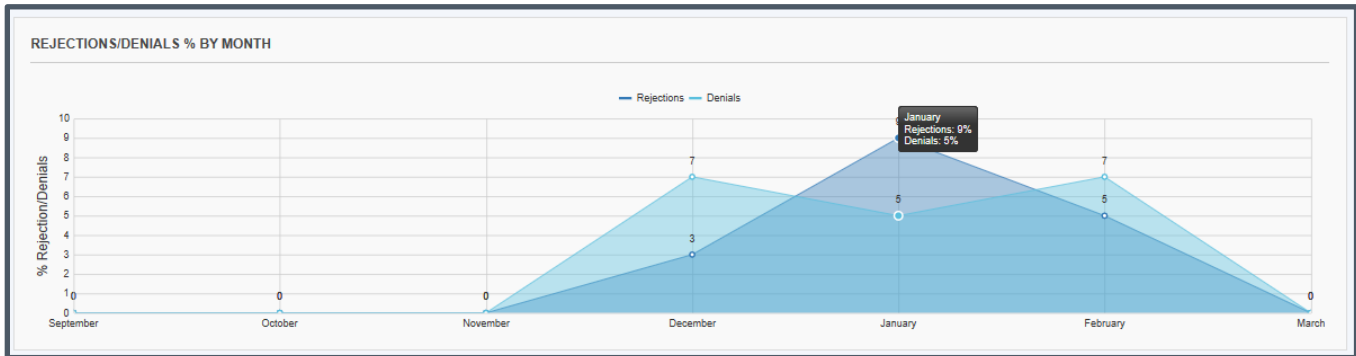 REJECTIONS/DENIALS % BY MONTH
Rejections Denials
% Rejection/Denials
10
9
8
7
6
5
4
3
2
1
0
January
Rejections: 9%
Denials: 5%
0
0
0
7
3
5
7
5
0
September October November December January February March